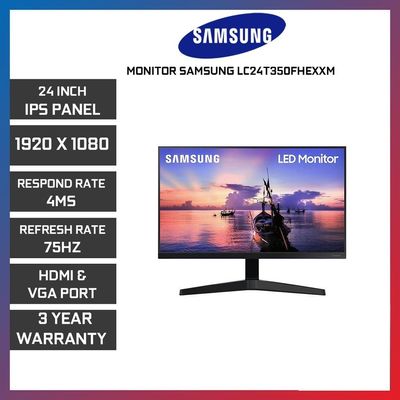 SAMSUNG
MONITOR SAMSUNG LC24T350FHEXXM
24 INCH
IPS PANEL
1920 X 1080
RESPOND RATE
4MS
REFRESH RATE
75HZ
HDMI &
VGA PORT
3 YEAR
WARRANTY
SAMSUNG
LED Monitor